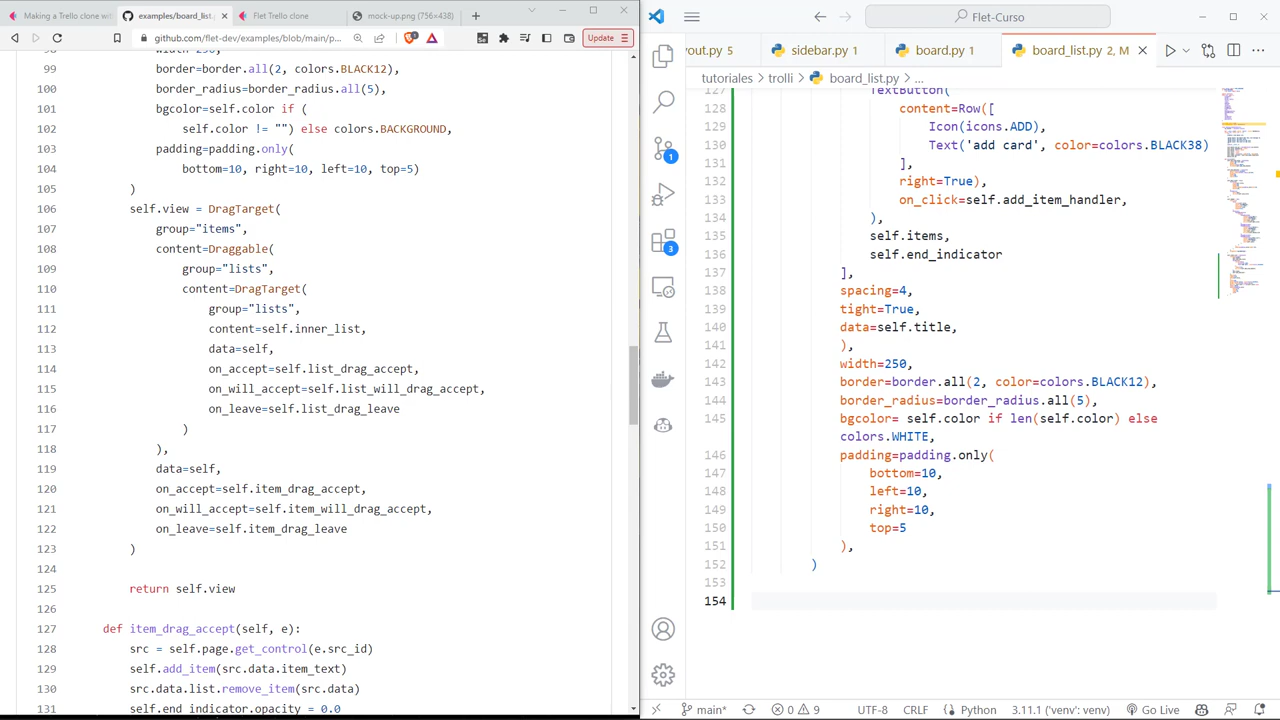 Making a Trello clone with
examples/board_list.p
Flet Trello clone
mock-up.png (756×438)
github.com/flet-dev/examples/blob/main/p...
Update
99 border=border.all(2, colors.BLACK12),
100 border_radius=border_radius.all(5),
101 bgcolor=self.color if (
102 self.color != "") else colors.BACKGROUND,
103 padding=padding.only(
104 bottom=10, right=10, left=10, top=5)
105 )
106 self.view = DragTarget(
107 group="items",
108 content=Draggable(
109 group="lists",
110 content=DragTarget(
111 group="lists",
112 content=self.inner_list,
113 data=self,
114 on_accept=self.list_drag_accept,
115 on_will_accept=self.list_will_drag_accept,
116 on_leave=self.list_drag_leave
117 )
118 ),
119 data=self,
120 on_accept=self.item_drag_accept,
121 on_will_accept=self.item_will_drag_accept,
122 on_leave=self.item_drag_leave
123 )
124
125 return self.view
126
127 def item_drag_accept(self, e):
128 src = self.page.get_control(e.src_id)
129 self.add_item(src.data.item_text)
130 src.data.list.remove_item(src.data)
131 self.end_indicator.opacity = 0.0
Flet-Curso
yout.py 5
sidebar.py 1
board.py 1
board_list.py 2, M
tutoriales > trolli > board_list.py > ...
127 TextButton(
128 content=Row([
129 Icon(icons.ADD),
130 Text('Add card', color=colors.BLACK38)
131 ],
132 right=True,
133 on_click=self.add_item_handler,
134 ),
135 self.items,
136 self.end_indicator
137 ],
138 spacing=4,
139 tight=True,
140 data=self.title,
141 ),
142 width=250,
143 border=border.all(2, color=colors.BLACK12),
144 border_radius=border_radius.all(5),
145 bgcolor= self.color if len(self.color) else
colors.WHITE,
146 padding=padding.only(
147 bottom=10,
148 left=10,
149 right=10,
150 top=5
151 ),
152 )
153
154
1
3
main*
0
9
UTF-8
CRLF
Python
3.11.1 ('venv': venv)
Go Live